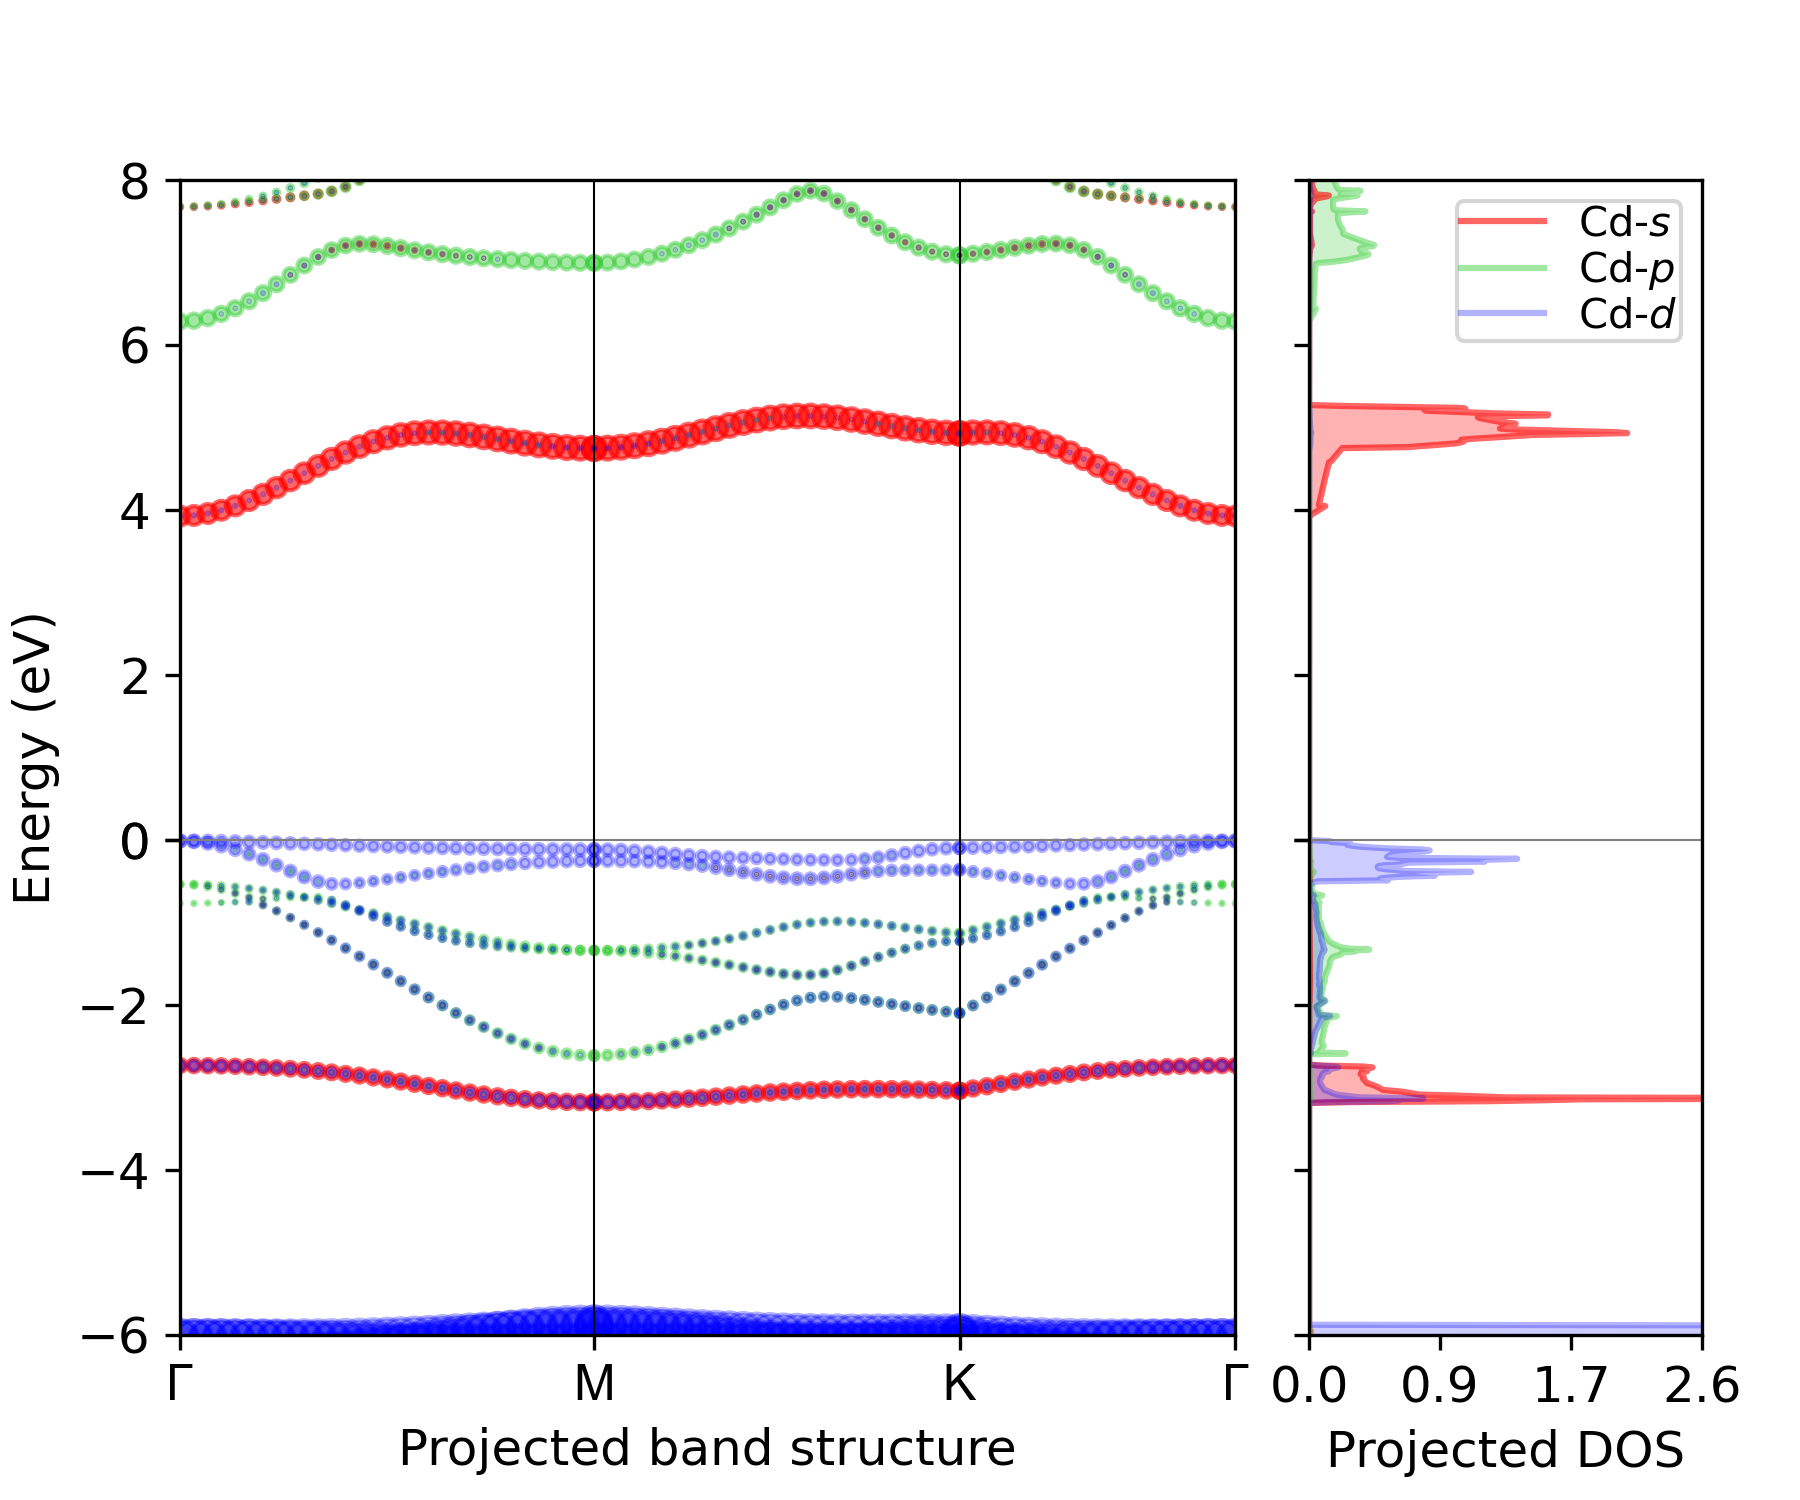 8
6
4
2
0
−2
−4
−6
Energy (eV)
Γ
M
K
Γ
Projected band structure
Cd-s
Cd-p
Cd-d
0.0
0.9
1.7
2.6
Projected DOS